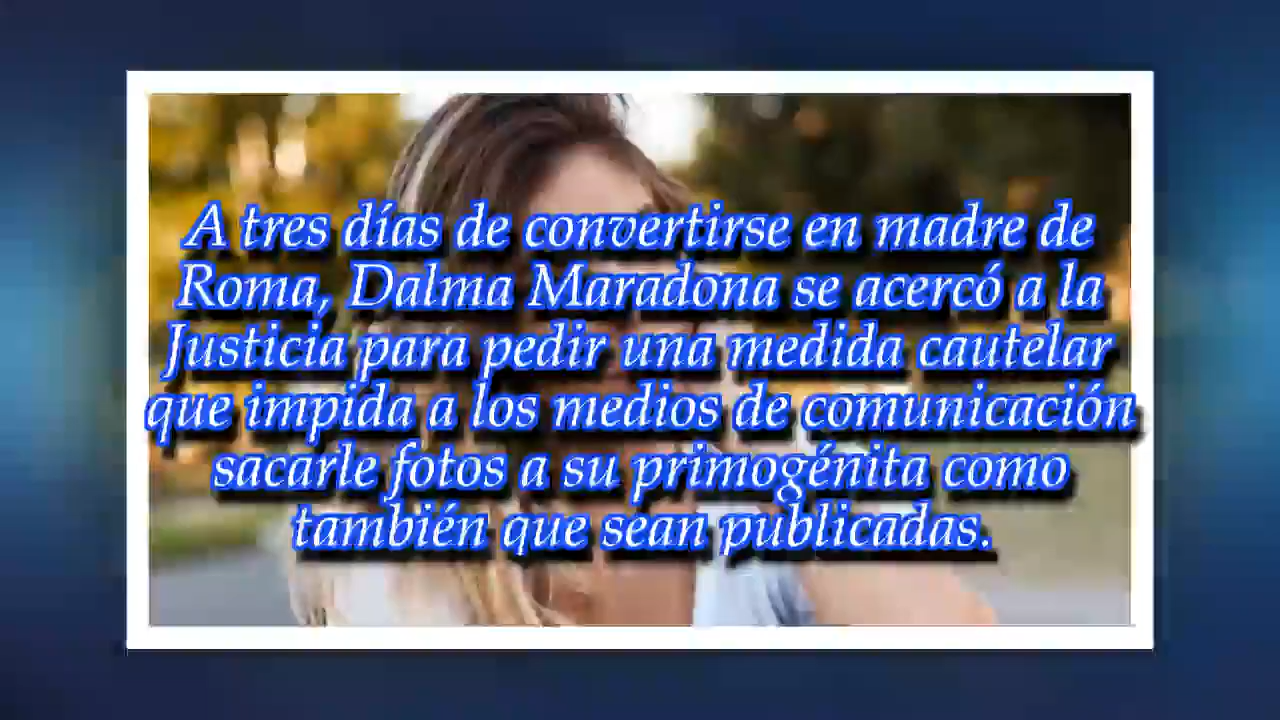 A tres días de convertirse en madre de
Roma, Dalma Maradona se acercó a la
Justicia para pedir una medida cautelar
que impida a los medios de comunicación
sacarle fotos a su primogénita como
también que sean publicadas.